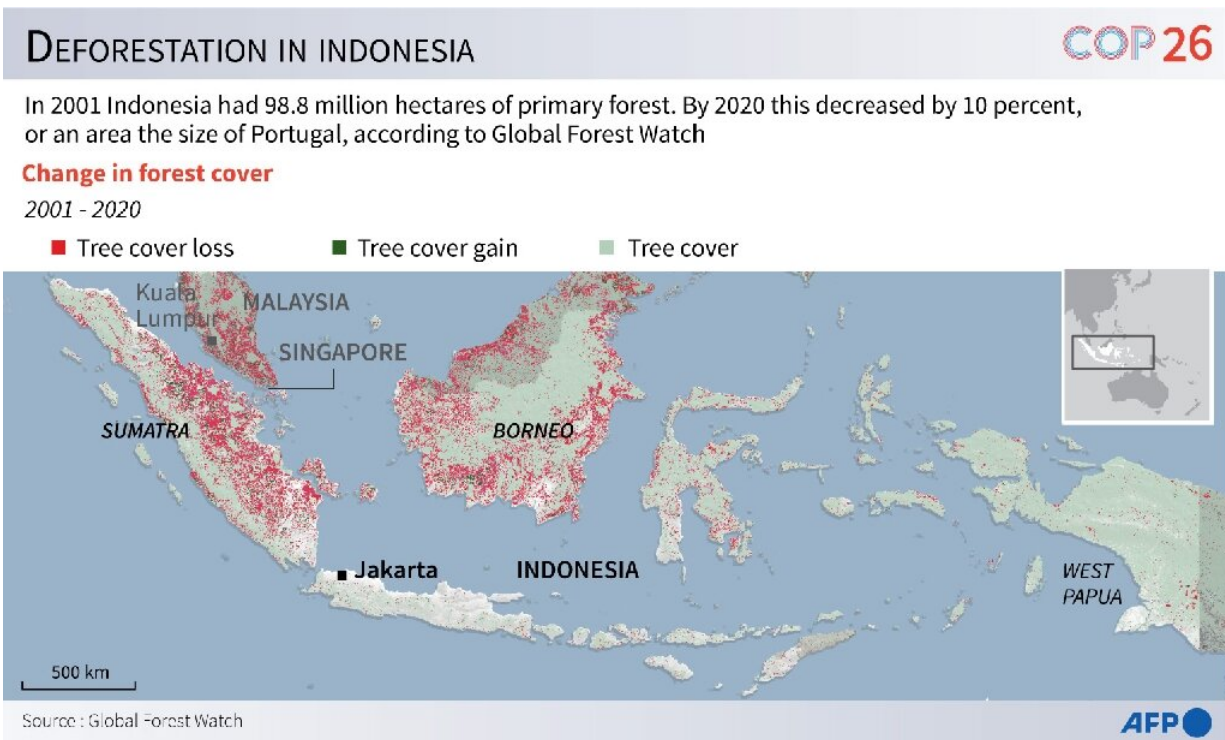 DEFORESTATION IN INDONESIA
COP 26
In 2001 Indonesia had 98.8 million hectares of primary forest. By 2020 this decreased by 10 percent,
or an area the size of Portugal, according to Global Forest Watch
Change in forest cover
2001 - 2020
Tree cover loss
Tree cover gain
Tree cover
Kuala
Lumpur
MALAYSIA
SINGAPORE
SUMATRA
BORNEO
Jakarta
INDONESIA
WEST
PAPUA
500 km
Source : Global Forest Watch
AFP